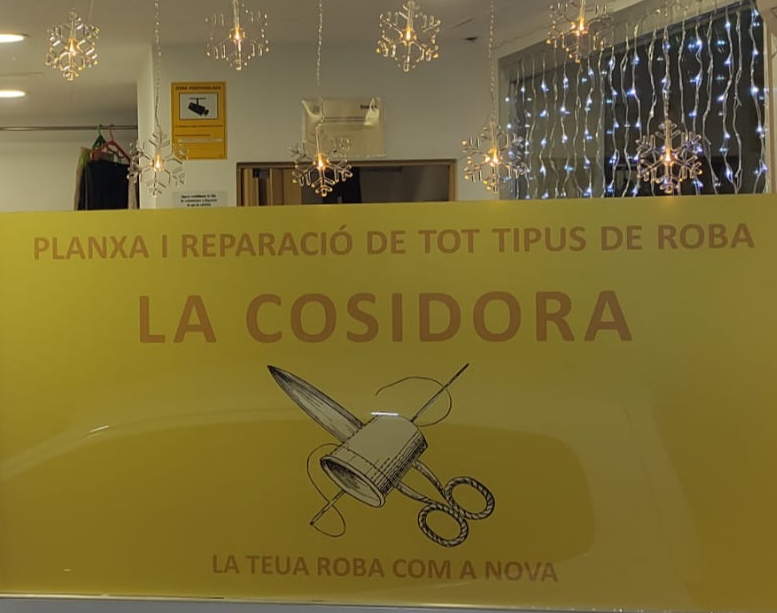 PLANXA I REPARACIÓ DE TOT TIPUS DE ROBA
LA COSIDORA
LA TEUA ROBA COM A NOVA